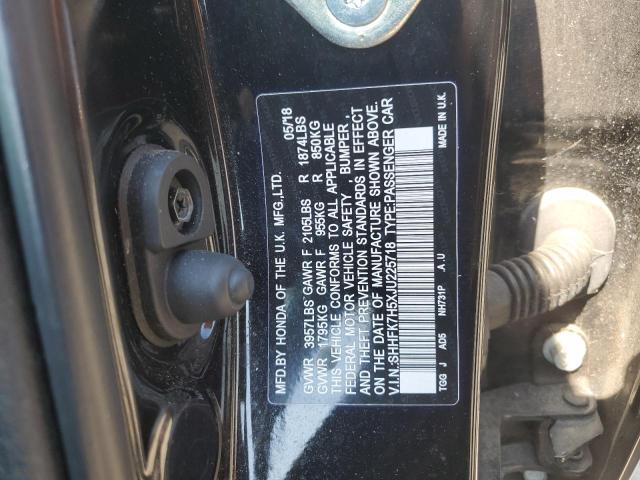 MFD.BY HONDA OF THE U.K. MFG.,LTD. 05/18
GVWR 3957LBS GAWR F 2105LBS R 1874LBS
GVWR 1795KG GAWR F 955KG R 850KG
THIS VEHICLE CONFORMS TO ALL APPLICABLE
FEDERAL MOTOR VEHICLE SAFETY , BUMPER ,
AND THEFT PREVENTION STANDARDS IN EFFECT
ON THE DATE OF MANUFACTURE SHOWN ABOVE.
V.I.N.:SHHFK7H5XJU225718 TYPE:PASSENGER CAR
TGG J A05 NH731P A.U MADE IN U.K.